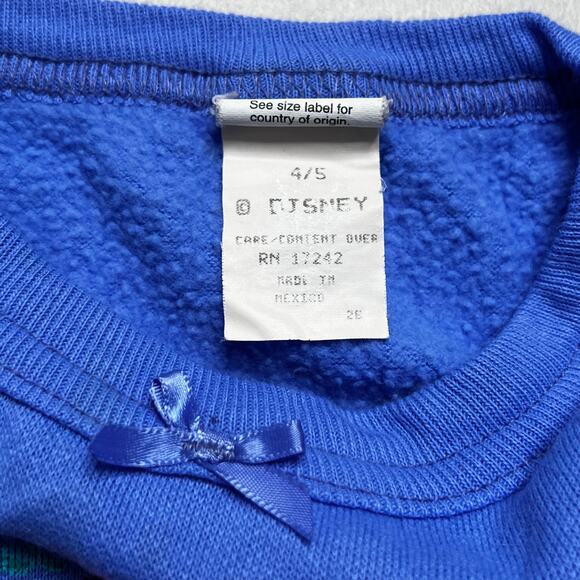 See size label for
country of origin.
4/5
© DISNEY
CARE/CONTENT OVER
RN 17242
MADE IN
MEXICO
26